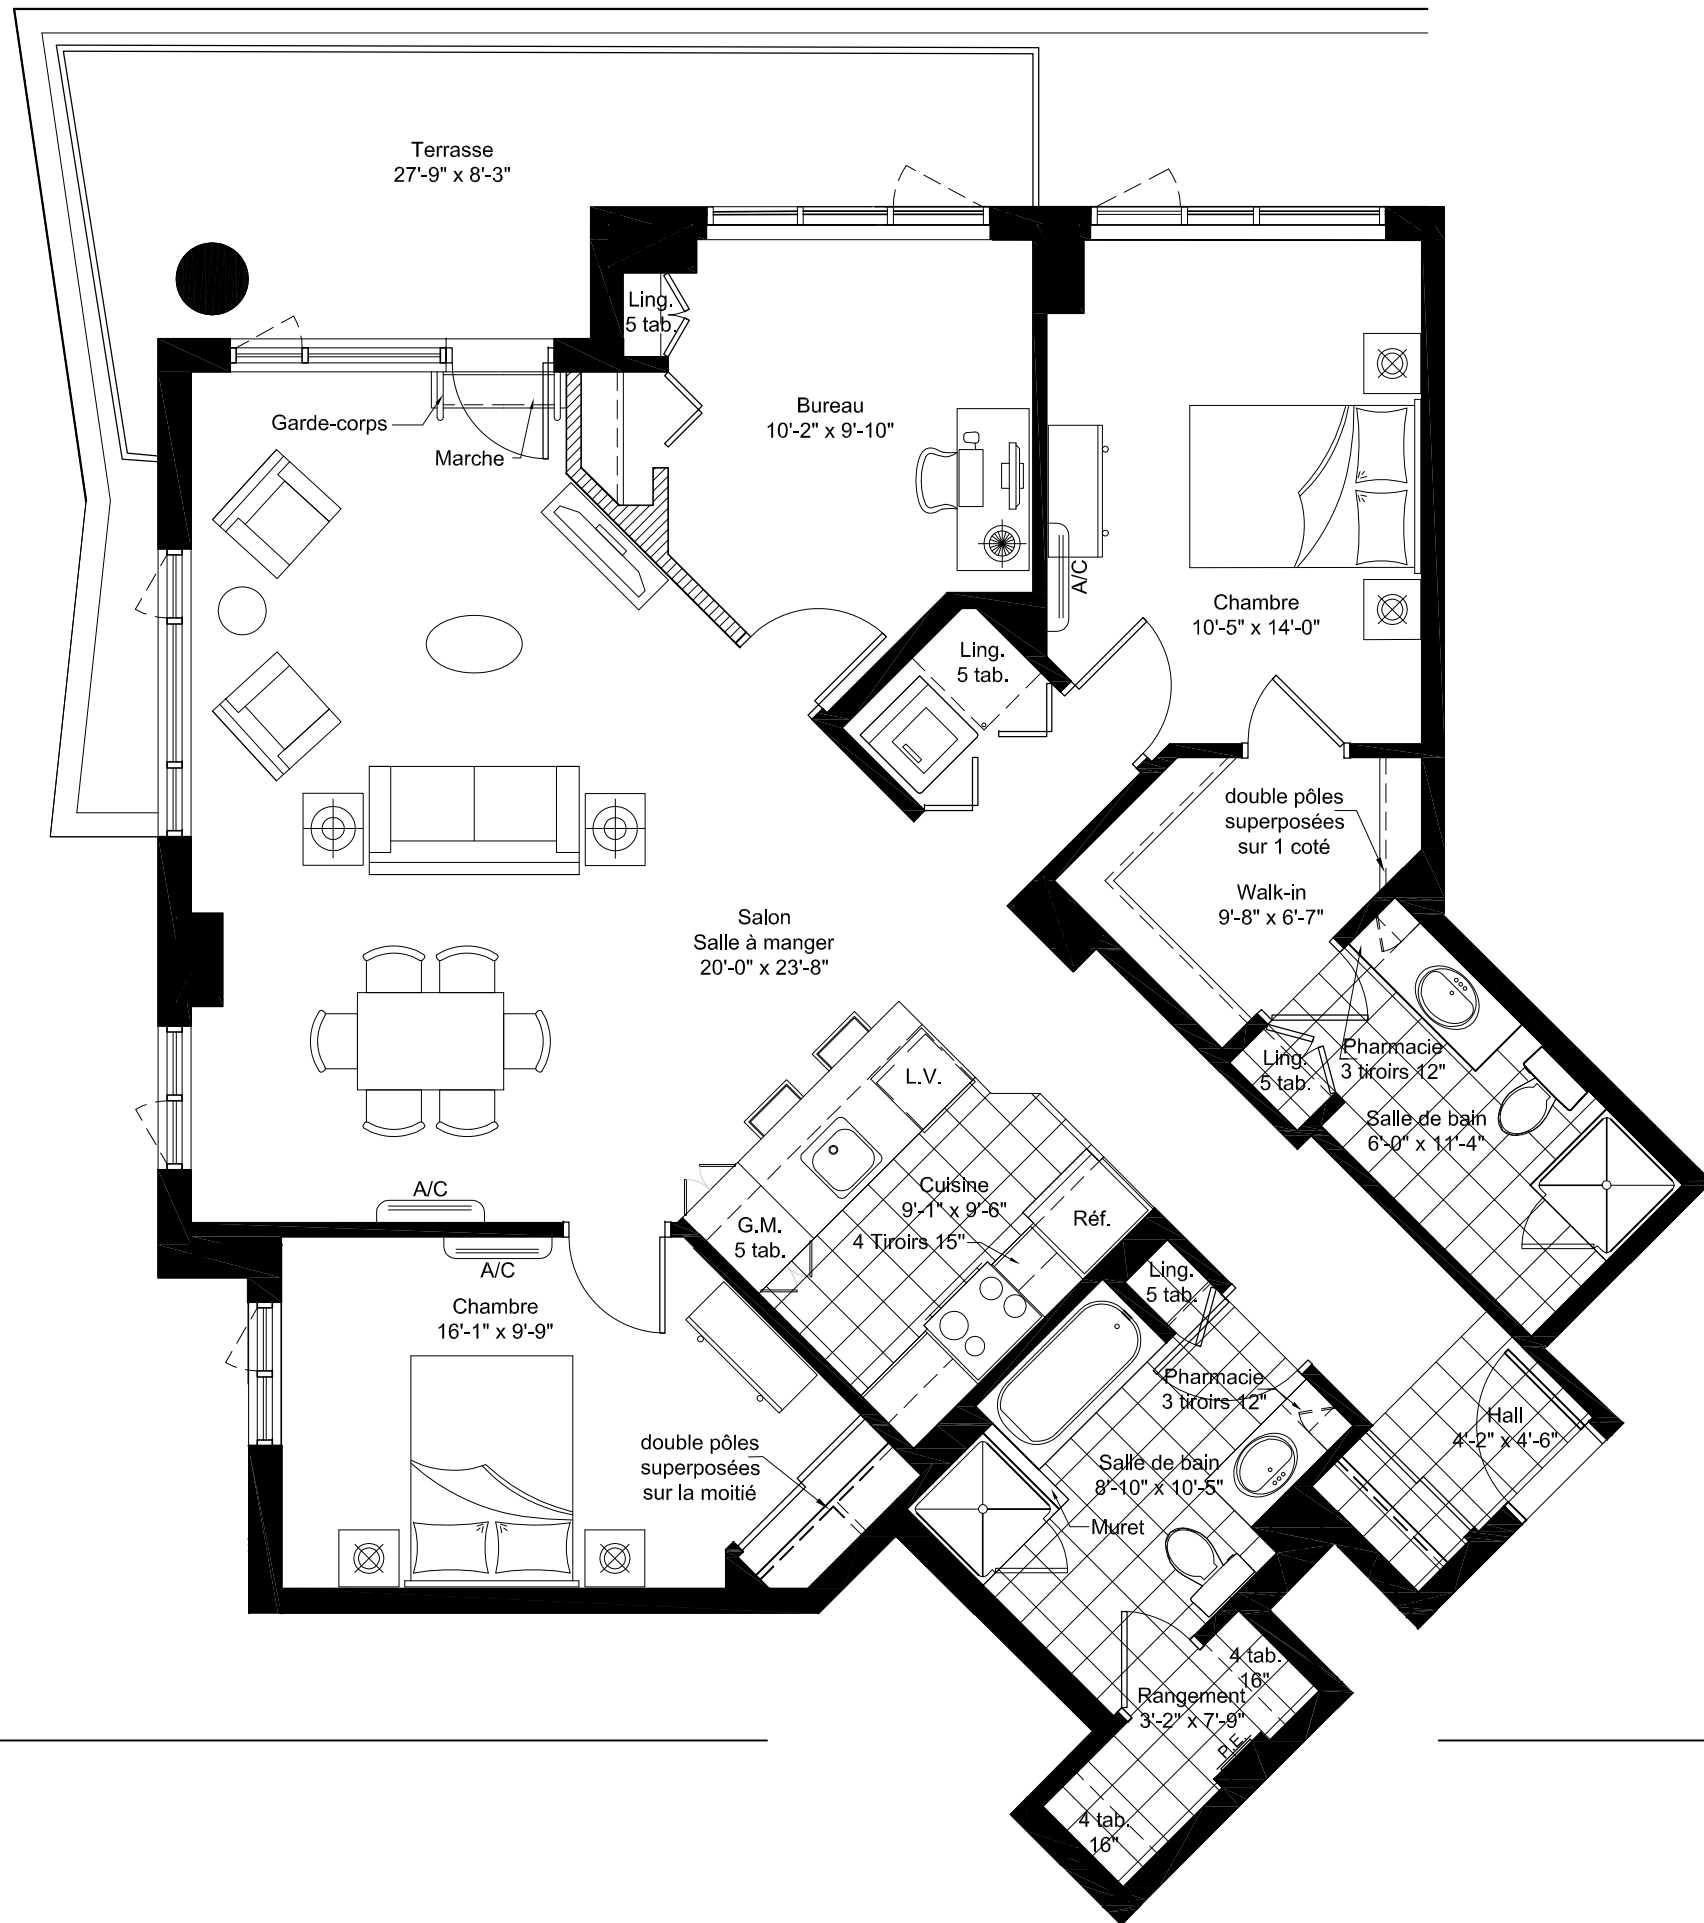 Terrasse
27'-9" x 8'-3"
Ling.
5 tab.
Garde-corps
Marche
Bureau
10'-2" x 9'-10"
A/C
Chambre
10'-5" x 14'-0"
Ling.
5 tab.
double pôles
superposées
sur 1 coté
Walk-in
9'-8" x 6'-7"
Salon
Salle à manger
20'-0" x 23'-8"
Pharmacie
3 tiroirs 12"
Ling.
5 tab.
Salle de bain
6'-0" x 11'-4"
L.V.
Cuisine
9'-1" x 9'-6"
4 Tiroirs 15"
Réf.
G.M.
5 tab.
A/C
A/C
Chambre
16'-1" x 9'-9"
Ling.
5 tab.
Pharmacie
3 tiroirs 12"
Hall
4'-2" x 4'-6"
double pôles
superposées
sur la moitié
Salle de bain
8'-10" x 10'-5"
Muret
4 tab.
16"
Rangement
3'-2" x 7'-9"
P.E.
4 tab.
16"